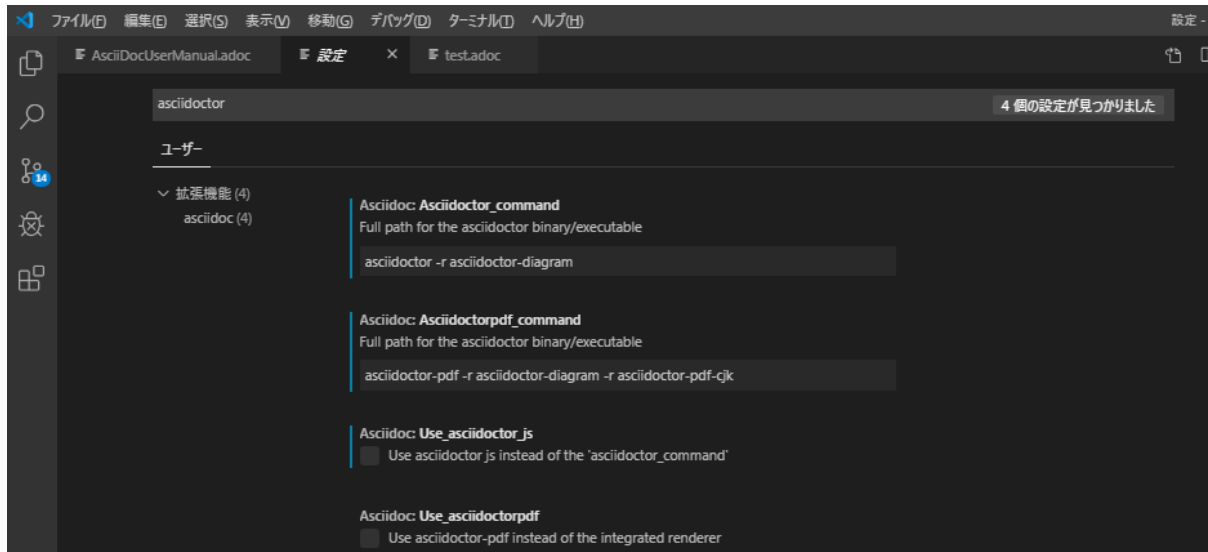 ファイル(F) 編集(E) 選択(S) 表示(V) 移動(G) デバッグ(D) ターミナル(T) ヘルプ(H) 設定 -
AsciiDocUserManual.adoc 設定 × test.adoc
asciidoctor 4 個の設定が見つかりました
ユーザー
14
拡張機能 (4)
asciidoc (4)
Asciidoc: Asciidoctor_command
Full path for the asciidoctor binary/executable
asciidoctor -r asciidoctor-diagram
Asciidoc: Asciidoctorpdf_command
Full path for the asciidoctor binary/executable
asciidoctor-pdf -r asciidoctor-diagram -r asciidoctor-pdf-cjk
Asciidoc: Use_asciidoctor_js
Use asciidoctor js instead of the 'asciidoctor_command'
Asciidoc: Use_asciidoctorpdf
Use asciidoctor-pdf instead of the integrated renderer